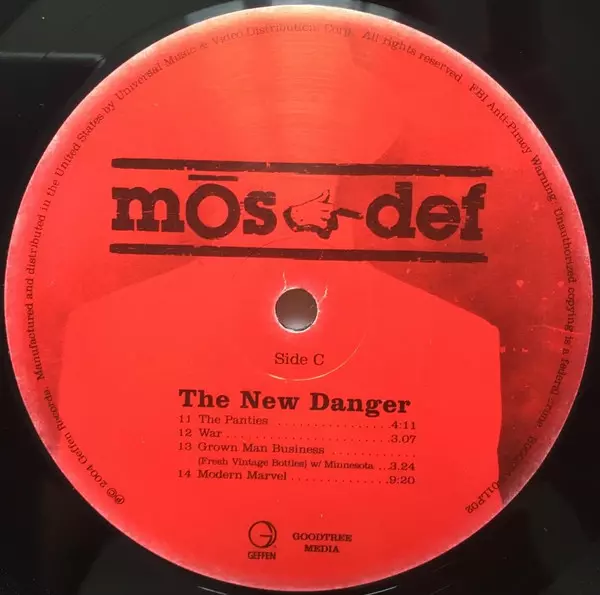 Manufactured and distributed in the United States by Universal Music & Video Distribution, Corp. All rights reserved. FBI Anti-Piracy Warning: Unauthorized copying is a federal crime.
mōs def
Side C
The New Danger
11 The Panties . . . . . . . . . . . . . . . 4:11
12 War . . . . . . . . . . . . . . . . . . . . . 3.07
13 Grown Man Business . . . . . . . . . . . .
(Fresh Vintage Bottles) w/ Minnesota . . 3.24
14 Modern Marvel . . . . . . . . . . . . . . 9:20
GEFFEN
GOODTREE
MEDIA
℗© 2004 Geffen Records.